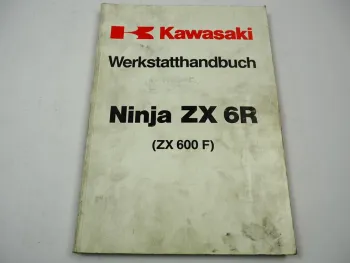 Kawasaki
Werkstatthandbuch
Ninja ZX 6R
(ZX 600 F)